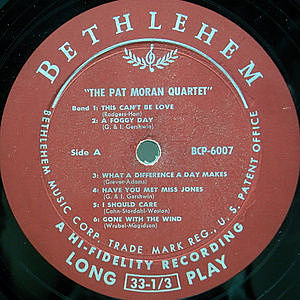 BETHLEHEM
"THE PAT MORAN QUARTET"
Band 1: THIS CAN'T BE LOVE
(Rodgers-Hart)
2: A FOGGY DAY
(G. & I. Gershwin)
Side A
BCP-6007
3: WHAT A DIFFERENCE A DAY MAKES
(Grever-Adams)
4: HAVE YOU MET MISS JONES
(G. & I. Gershwin)
5: I SHOULD CARE
(Cahn-Stordahl-Weston)
6: GONE WITH THE WIND
(Wrubel-Magidson)
BETHLEHEM MUSIC CORP. TRADE MARK REG., U.S. PATENT OFFICE
A HI-FIDELITY RECORDING
LONG 33-1/3 PLAY